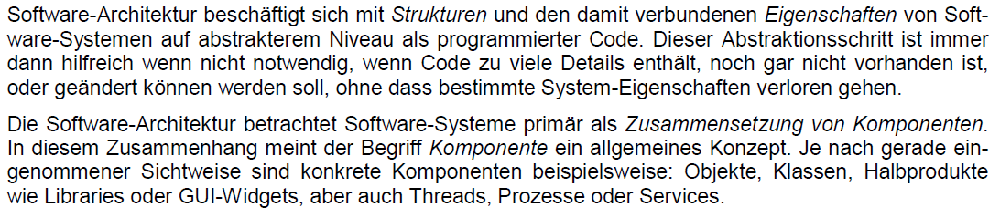 Software-Architektur beschäftigt sich mit Strukturen und den damit verbundenen Eigenschaften von Soft-
ware-Systemen auf abstrakterem Niveau als programmierter Code. Dieser Abstraktionsschritt ist immer
dann hilfreich wenn nicht notwendig, wenn Code zu viele Details enthält, noch gar nicht vorhanden ist,
oder geändert können werden soll, ohne dass bestimmte System-Eigenschaften verloren gehen.
Die Software-Architektur betrachtet Software-Systeme primär als Zusammensetzung von Komponenten.
In diesem Zusammenhang meint der Begriff Komponente ein allgemeines Konzept. Je nach gerade ein-
genommener Sichtweise sind konkrete Komponenten beispielsweise: Objekte, Klassen, Halbprodukte
wie Libraries oder GUI-Widgets, aber auch Threads, Prozesse oder Services.